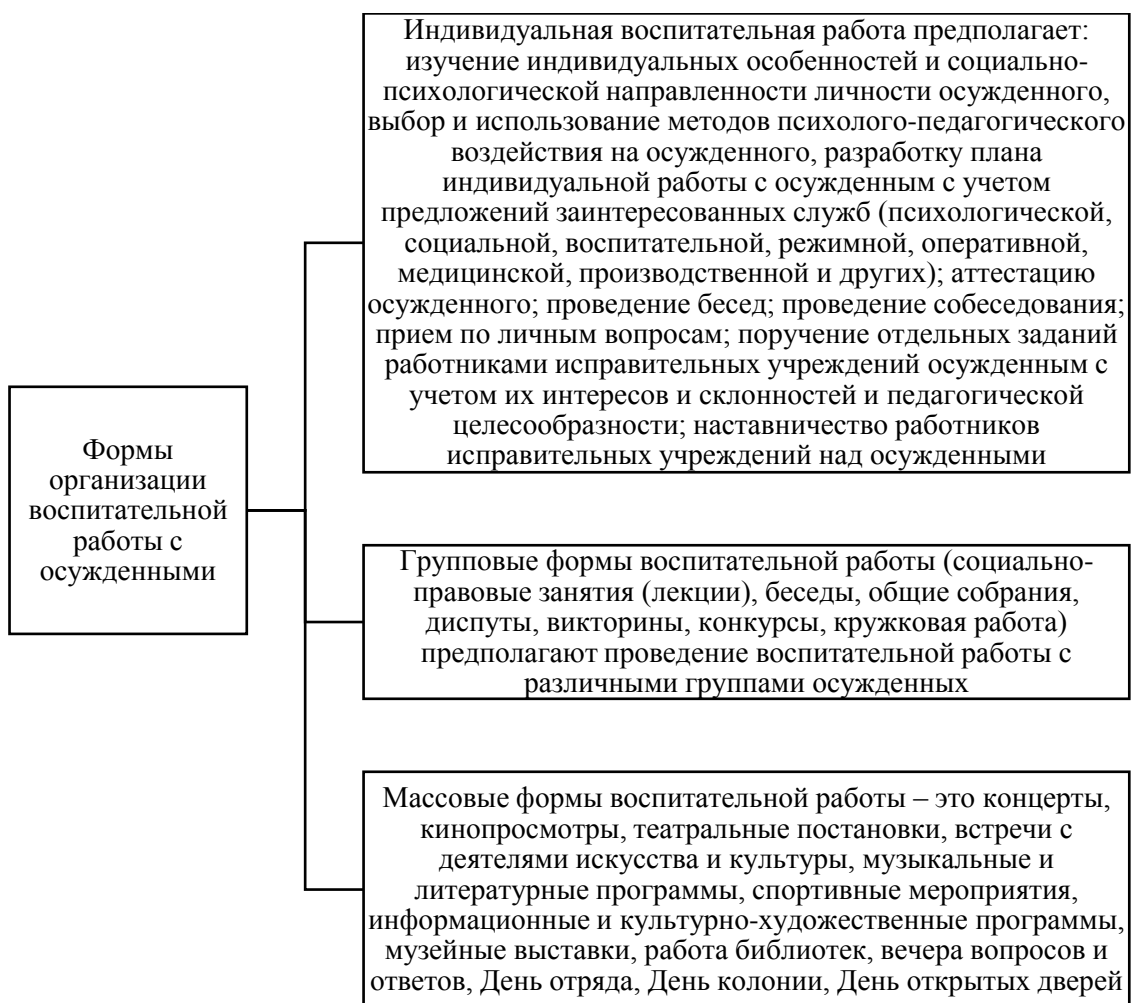 Индивидуальная воспитательная работа предполагает:
изучение индивидуальных особенностей и социально-
психологической направленности личности осужденного,
выбор и использование методов психолого-педагогического
воздействия на осужденного, разработку плана
индивидуальной работы с осужденным с учетом
предложений заинтересованных служб (психологической,
социальной, воспитательной, режимной, оперативной,
медицинской, производственной и других); аттестацию
осужденного; проведение бесед; проведение собеседования;
прием по личным вопросам; поручение отдельных заданий
работниками исправительных учреждений осужденным с
учетом их интересов и склонностей и педагогической
целесообразности; наставничество работников
исправительных учреждений над осужденными
Формы
организации
воспитательной
работы с
осужденными
Групповые формы воспитательной работы (социально-
правовые занятия (лекции), беседы, общие собрания,
диспуты, викторины, конкурсы, кружковая работа)
предполагают проведение воспитательной работы с
различными группами осужденных
Массовые формы воспитательной работы – это концерты,
кинопросмотры, театральные постановки, встречи с
деятелями искусства и культуры, музыкальные и
литературные программы, спортивные мероприятия,
информационные и культурно-художественные программы,
музейные выставки, работа библиотек, вечера вопросов и
ответов, День отряда, День колонии, День открытых дверей